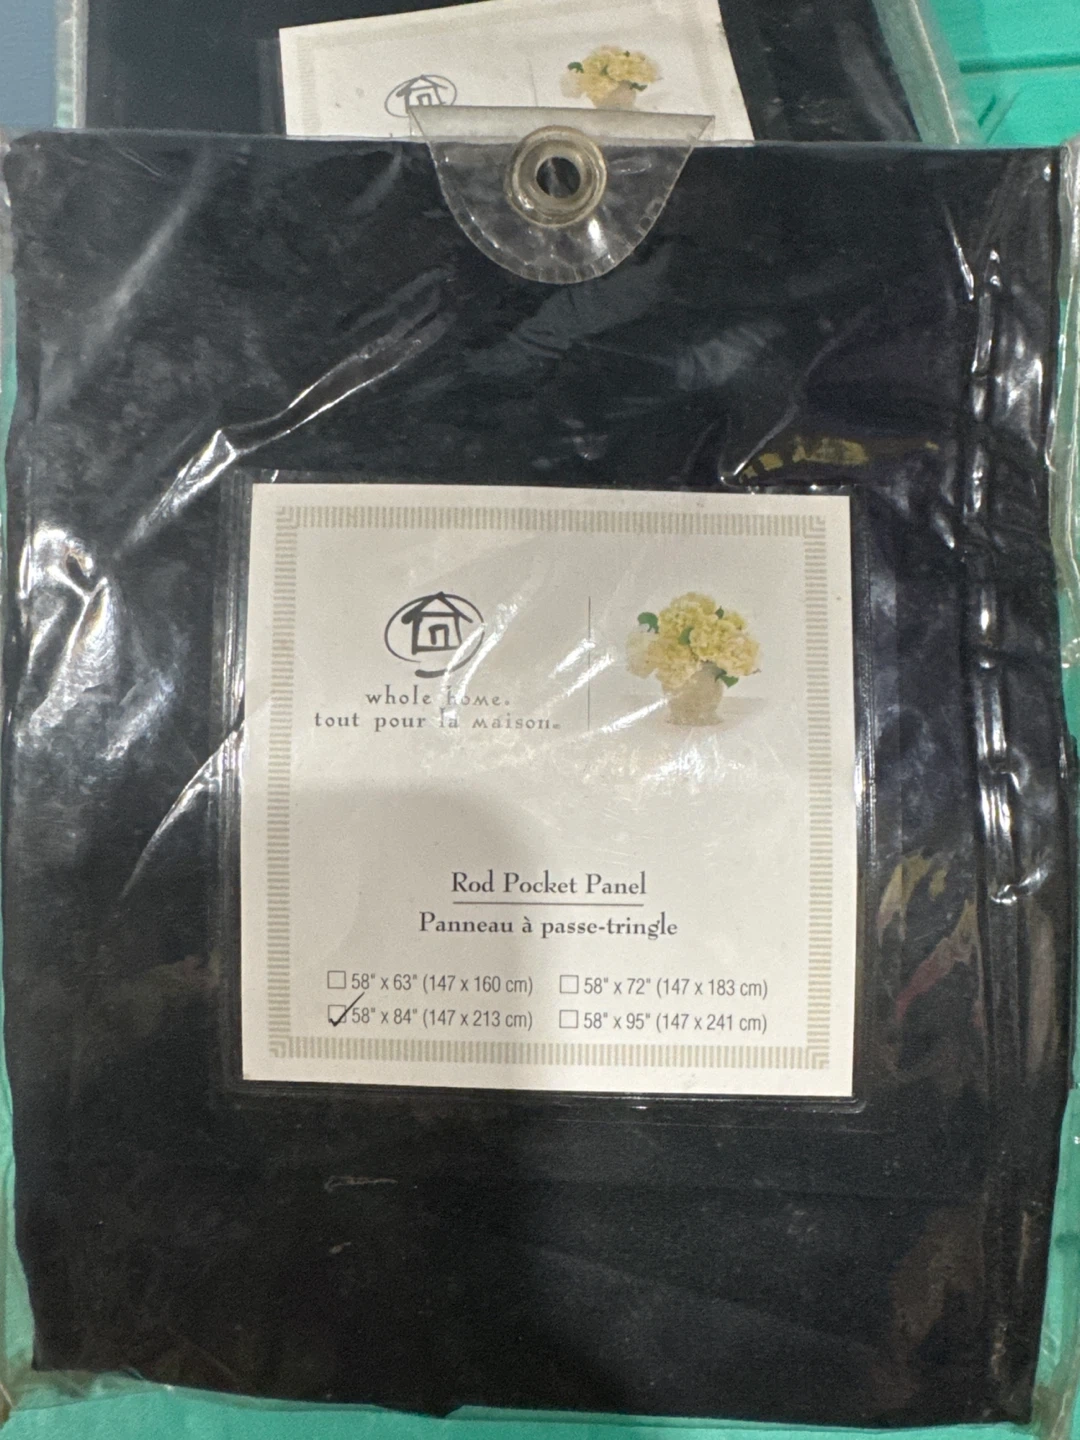 whole home.
tout pour la maison.
Rod Pocket Panel
Panneau à passe-tringle
58" x 63" (147 x 160 cm)
58" x 72" (147 x 183 cm)
58" x 84" (147 x 213 cm)
58" x 95" (147 x 241 cm)